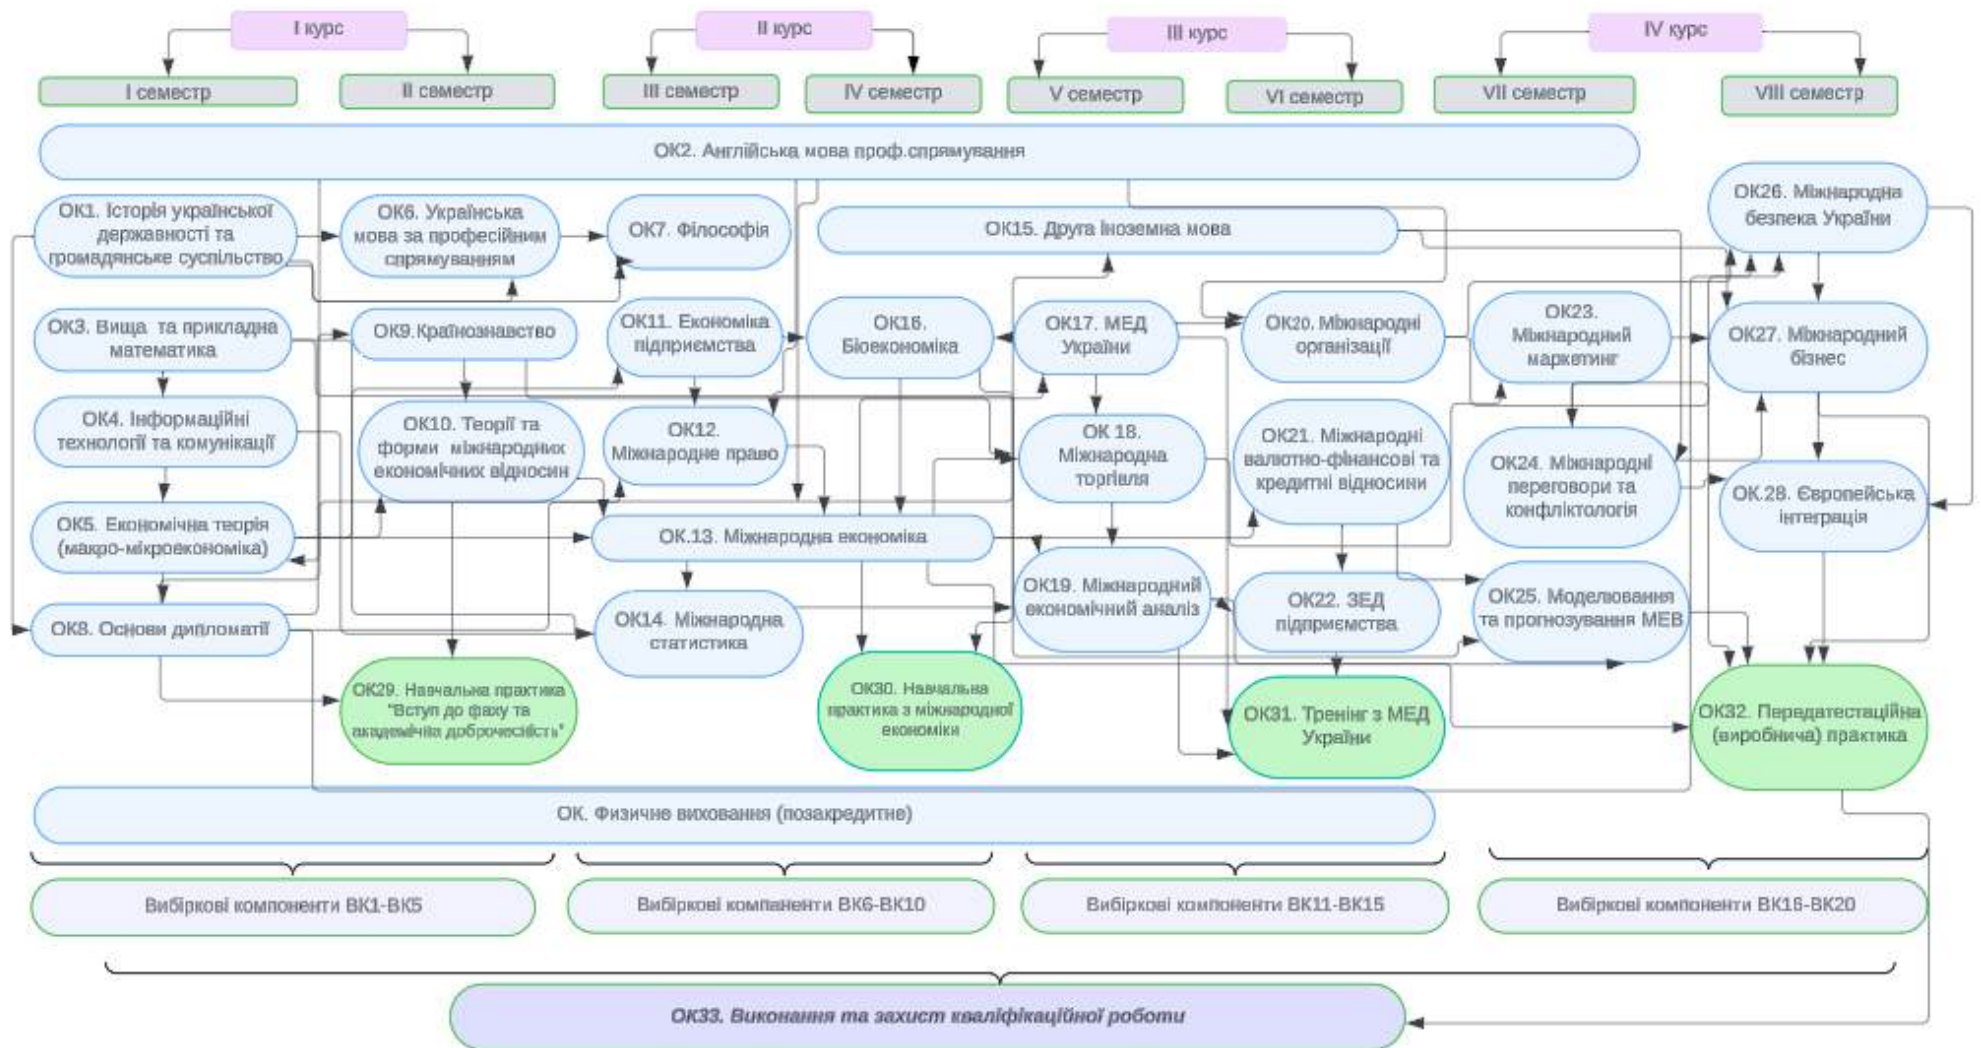 І курс
ІІ курс
ІІІ курс
IV курс
І семестр
ІІ семестр
ІІІ семестр
IV семестр
V семестр
VI семестр
VII семестр
VIII семестр
ОК2. Англійська мова проф.спрямування
ОК1. Історія української
державності та
громадянське суспільство
ОК6. Українська
мова за професійним
спрямуванням
ОК7. Філософія
ОК15. Друга іноземна мова
ОК26. Міжнародна
безпека України
ОК3. Вища та прикладна
математика
ОК9.Країнознавство
ОК11. Економіка
підприємства
ОК16.
Біоекономіка
ОК17. МЕД
України
ОК20. Міжнародні
організації
ОК23.
Міжнародний
маркетинг
ОК27. Міжнародний
бізнес
ОК4. Інформаційні
технології та комунікації
ОК10. Теорії та
форми міжнародних
економічних відносин
ОК12.
Міжнародне право
ОК 18.
Міжнародна
торгівля
ОК21. Міжнародні
валютно-фінансові та
кредитні відносини
ОК24. Міжнародні
переговори та
конфліктологія
ОК.28. Європейська
інтеграція
ОК5. Економічна теорія
(макро-мікроекономіка)
ОК.13. Міжнародна економіка
ОК19. Міжнародний
економічний аналіз
ОК22. ЗЕД
підприємства
ОК25. Моделювання
та прогнозування МЕВ
ОК8. Основи дипломатії
ОК14. Міжнародна
статистика
ОК29. Навчальна практика
"Вступ до фаху та
академічна доброчесність"
ОК30. Навчальна
практика з міжнародної
економіки
ОК31. Тренінг з МЕД
України
ОК32. Передатестаційна
(виробнича) практика
ОК. Физичне виховання (позакредитне)
Вибіркові компоненти ВК1-ВК5
Вибіркові компаненти ВК6-ВК10
Вибіркові компоненти ВК11-ВК15
Вибіркові компоненти ВК16-ВК20
ОК33. Виконання та захист кваліфікаційної роботи